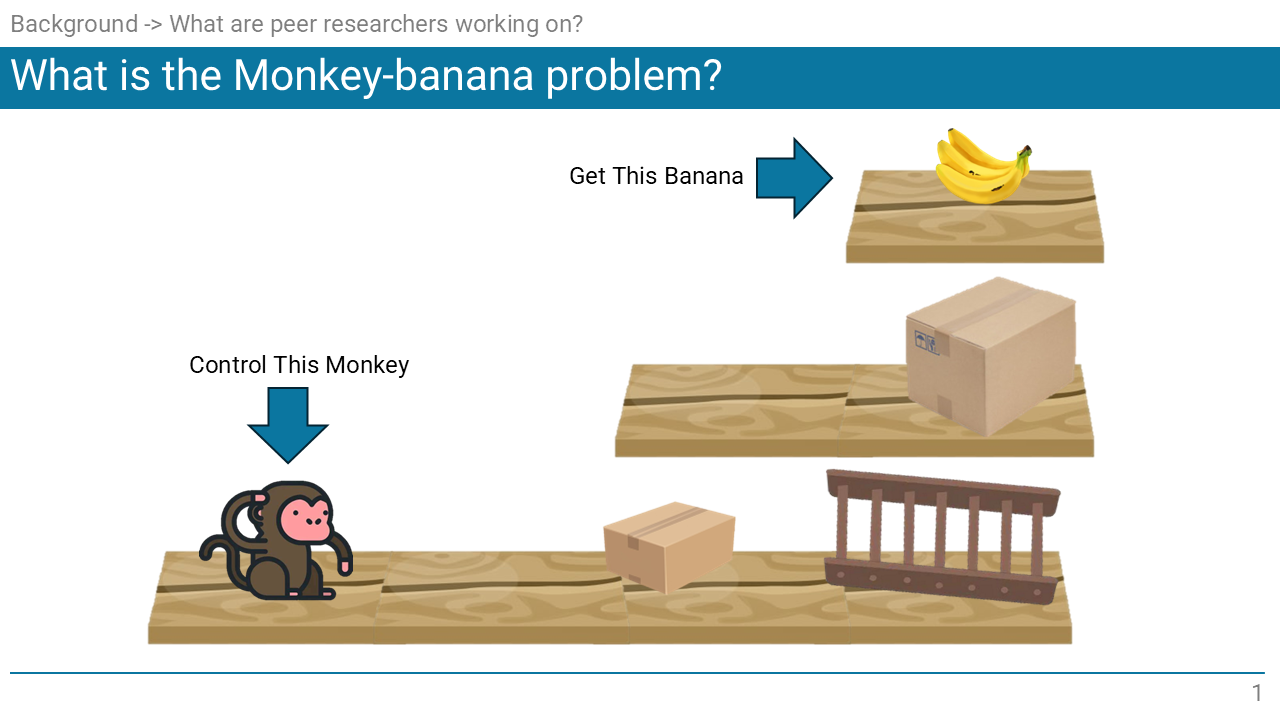 Background -> What are peer researchers working on?
What is the Monkey-banana problem?
Get This Banana
Control This Monkey
1